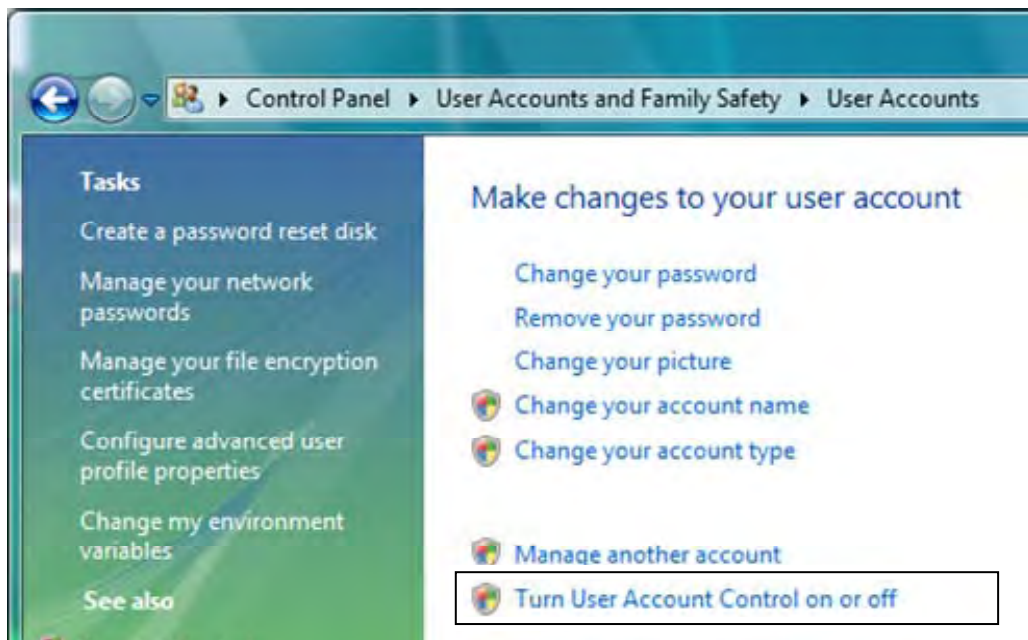 Control Panel User Accounts and Family Safety User Accounts
Tasks
Create a password reset disk
Manage your network
passwords
Manage your file encryption
certificates
Configure advanced user
profile properties
Change my environment
variables
See also
Make changes to your user account
Change your password
Remove your password
Change your picture
Change your account name
Change your account type
Manage another account
Turn User Account Control on or off